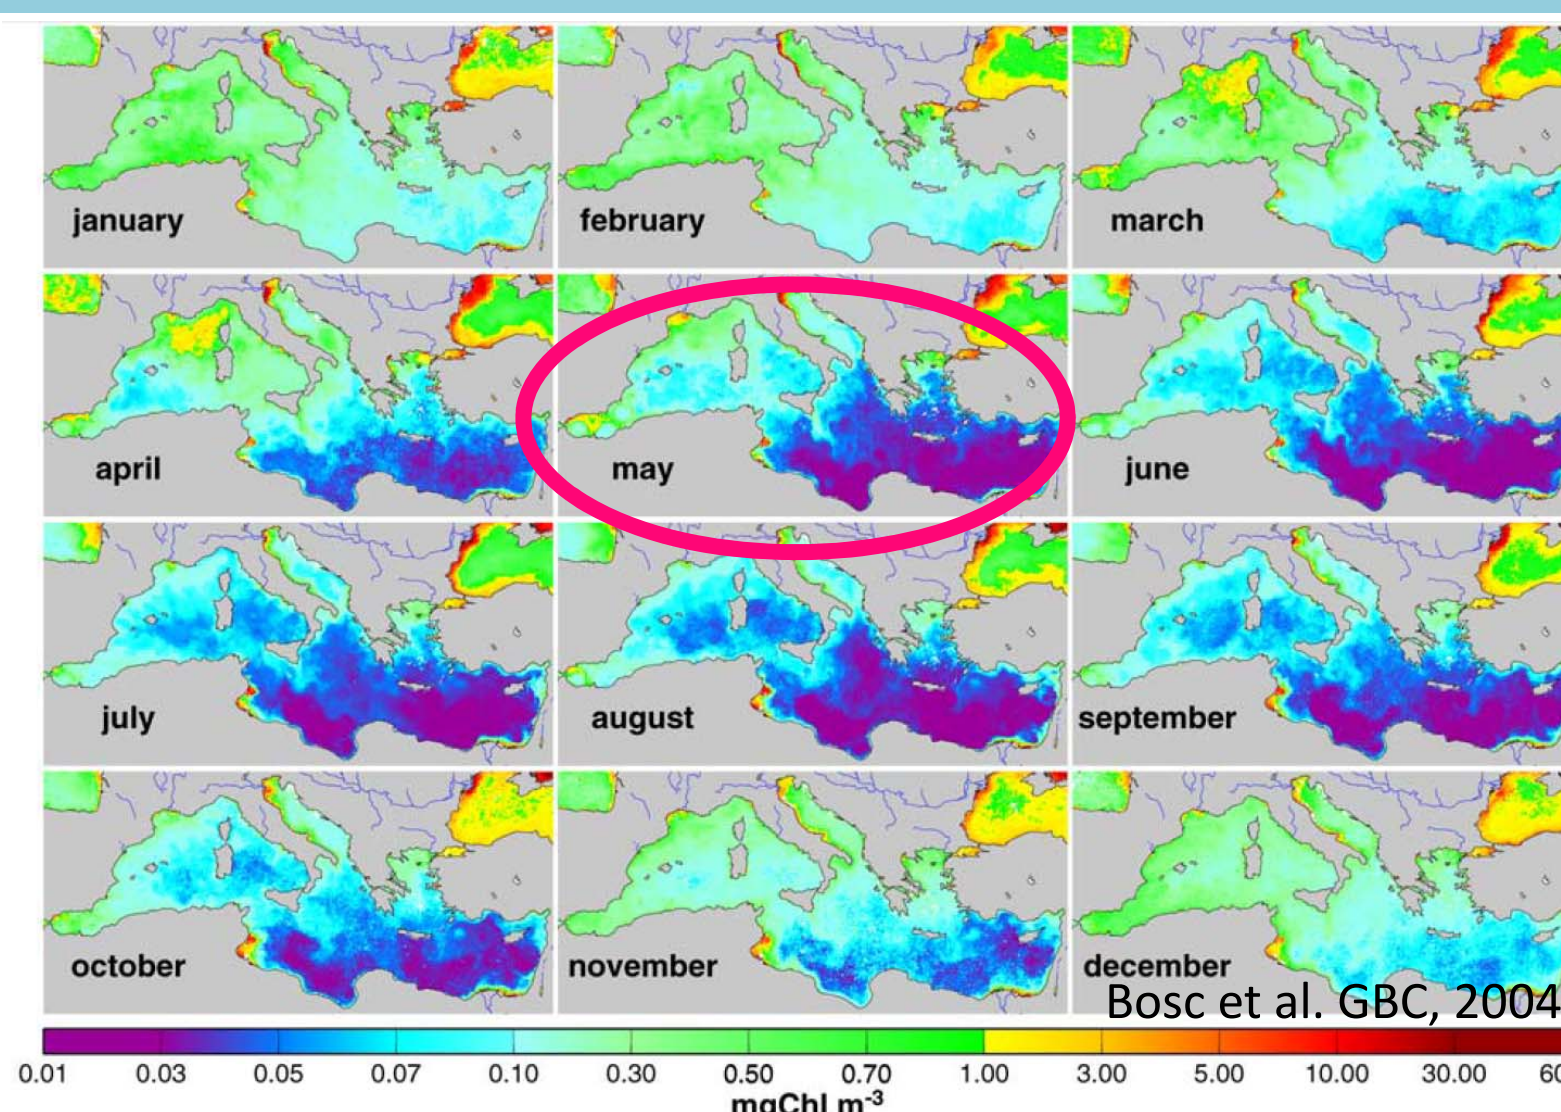 january
february
march
april
may
june
july
august
september
october
november
december
Bosc et al. GBC, 2004
0.01 0.03 0.05 0.07 0.10 0.30 0.50 0.70 1.00 3.00 5.00 10.00 30.00 60
mgChl m-3